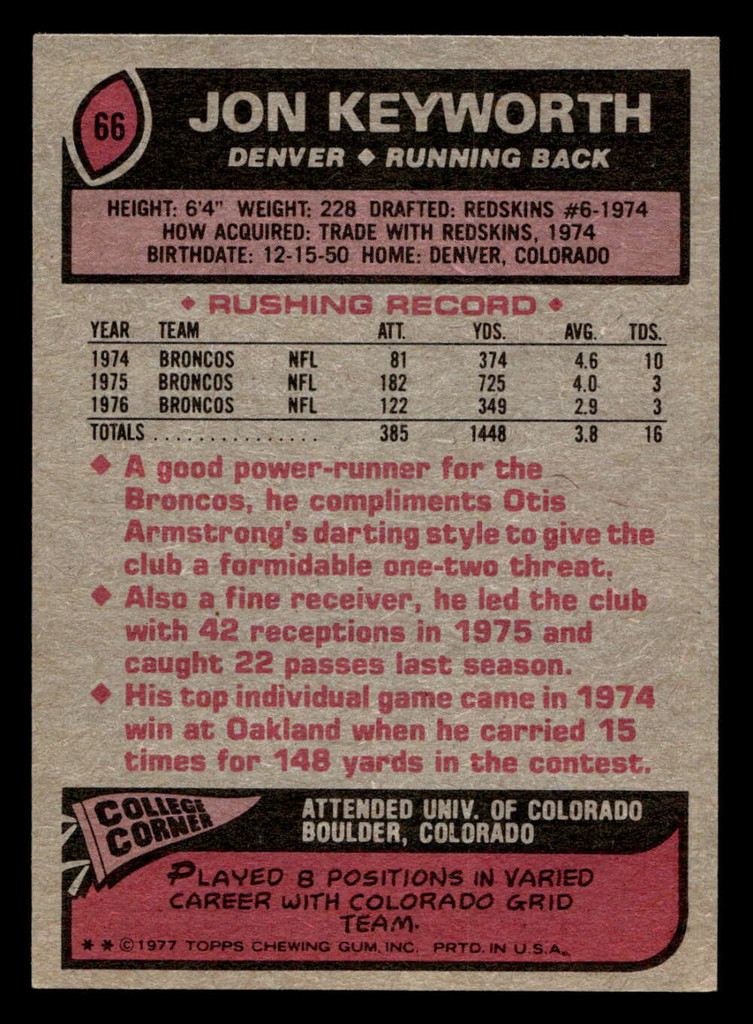 66
JON KEYWORTH
DENVER ◆ RUNNING BACK
HEIGHT: 6'4" WEIGHT: 228 DRAFTED: REDSKINS #6-1974
HOW ACQUIRED: TRADE WITH REDSKINS, 1974
BIRTHDATE: 12-15-50 HOME: DENVER, COLORADO
◆ RUSHING RECORD ◆
YEAR TEAM ATT. YDS. AVG. TDS.
1974 BRONCOS NFL 81 374 4.6 10
1975 BRONCOS NFL 182 725 4.0 3
1976 BRONCOS NFL 122 349 2.9 3
TOTALS ................ 385 1448 3.8 16
◆ A good power-runner for the
Broncos, he compliments Otis
Armstrong's darting style to give the
club a formidable one-two threat.
◆ Also a fine receiver, he led the club
with 42 receptions in 1975 and
caught 22 passes last season.
◆ His top individual game came in 1974
win at Oakland when he carried 15
times for 148 yards in the contest.
COLLEGE
CORNER
ATTENDED UNIV. OF COLORADO
BOULDER, COLORADO
PLAYED 8 POSITIONS IN VARIED
CAREER WITH COLORADO GRID
TEAM.
* * © 1977 TOPPS CHEWING GUM, INC. PRTD. IN U.S.A.